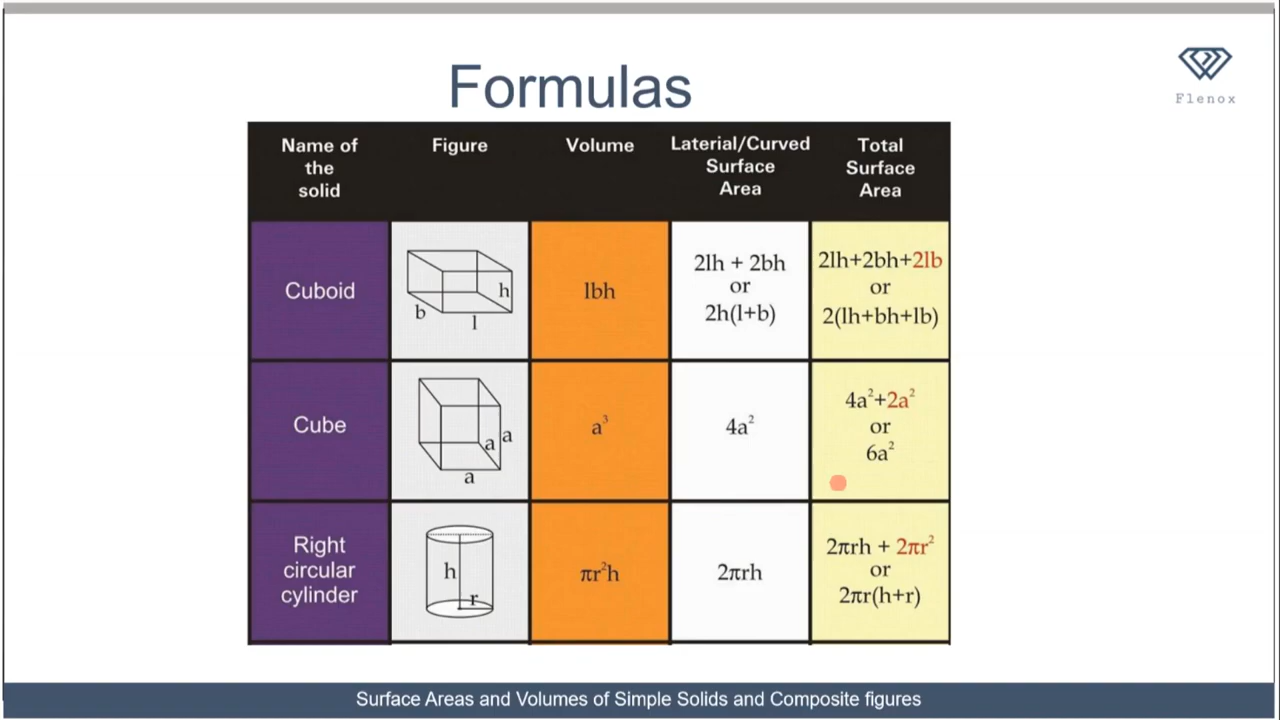 Formulas
Flenox
Name of
the
solid
Figure
Volume
Laterial/Curved
Surface
Area
Total
Surface
Area
Cuboid
h
b
l
lbh
2lh + 2bh
or
2h(l+b)
2lh+2bh+2lb
or
2(lh+bh+lb)
Cube
a
a
a
a³
4a²
4a²+2a²
or
6a²
Right
circular
cylinder
h
r
πr²h
2πrh
2πrh + 2πr²
or
2πr(h+r)
Surface Areas and Volumes of Simple Solids and Composite figures